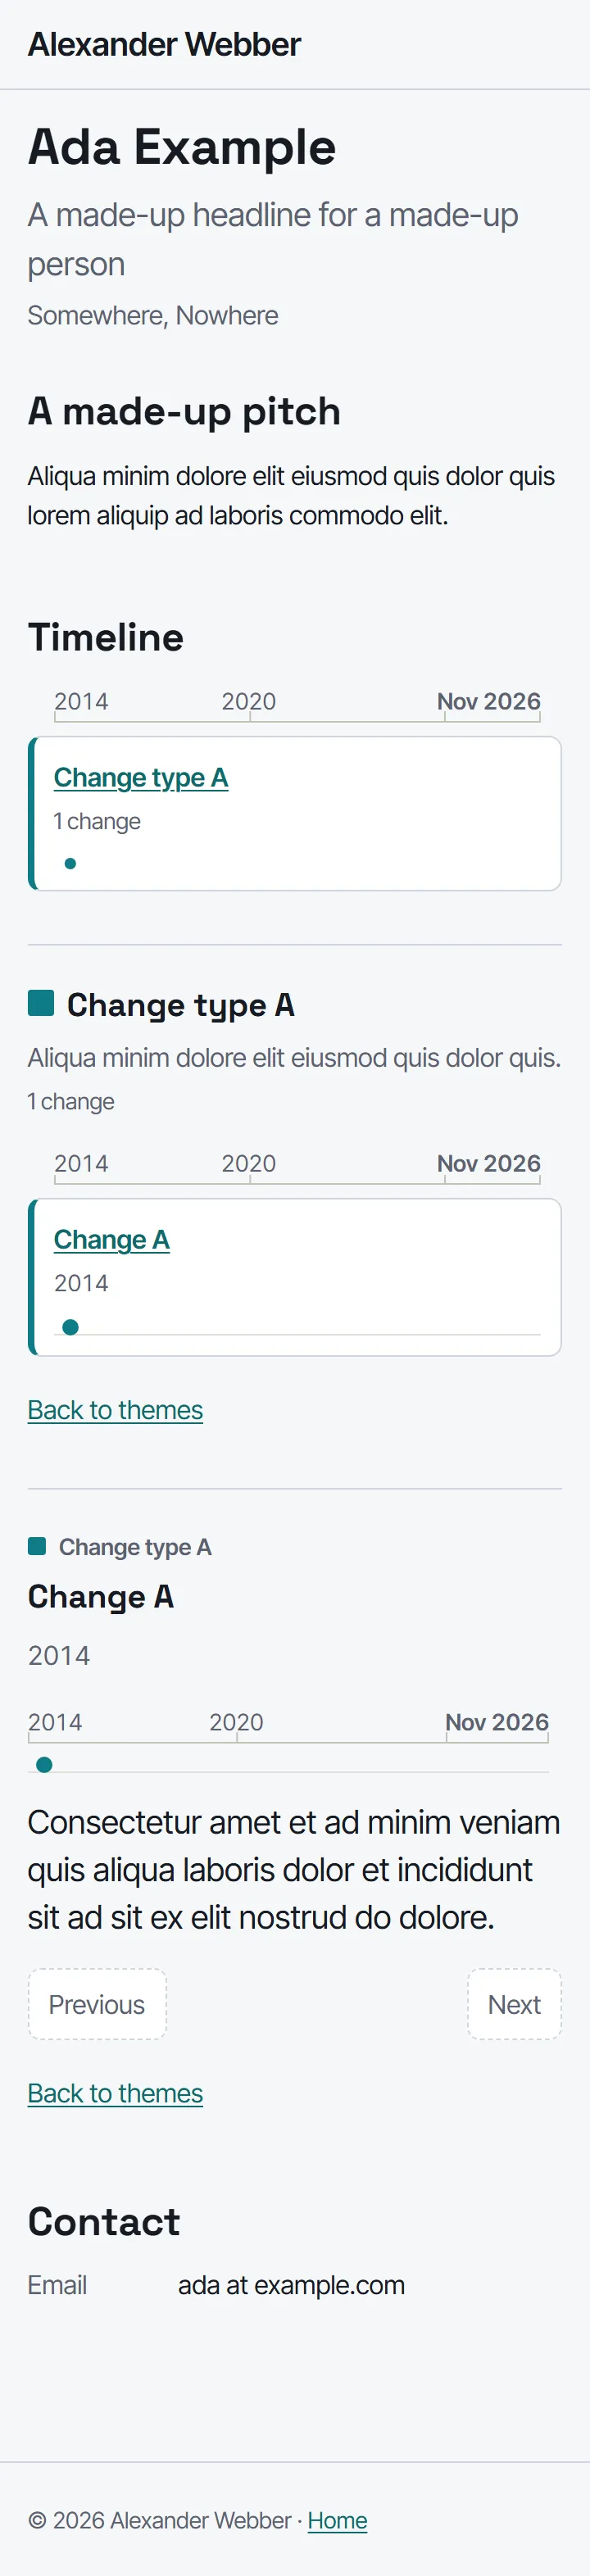 Alexander Webber
Ada Example
A made-up headline for a made-up
person
Somewhere, Nowhere
A made-up pitch
Aliqua minim dolore elit eiusmod quis dolor quis
lorem aliquip ad laboris commodo elit.
Timeline
2014 2020 Nov 2026
Change type A
1 change
Change type A
Aliqua minim dolore elit eiusmod quis dolor quis.
1 change
2014 2020 Nov 2026
Change A
2014
Back to themes
Change type A
Change A
2014
2014 2020 Nov 2026
Consectetur amet et ad minim veniam
quis aliqua laboris dolor et incididunt
sit ad sit ex elit nostrud do dolore.
Previous Next
Back to themes
Contact
Email ada at example.com
© 2026 Alexander Webber · Home